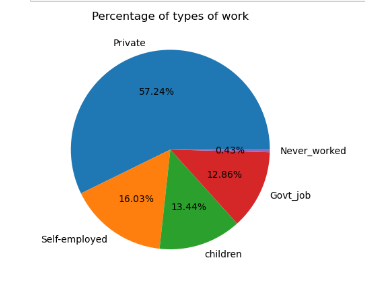 Percentage of types of work
Private
57.24%
0.43%
Never_worked
12.86%
Govt_job
16.03%
13.44%
Self-employed
children